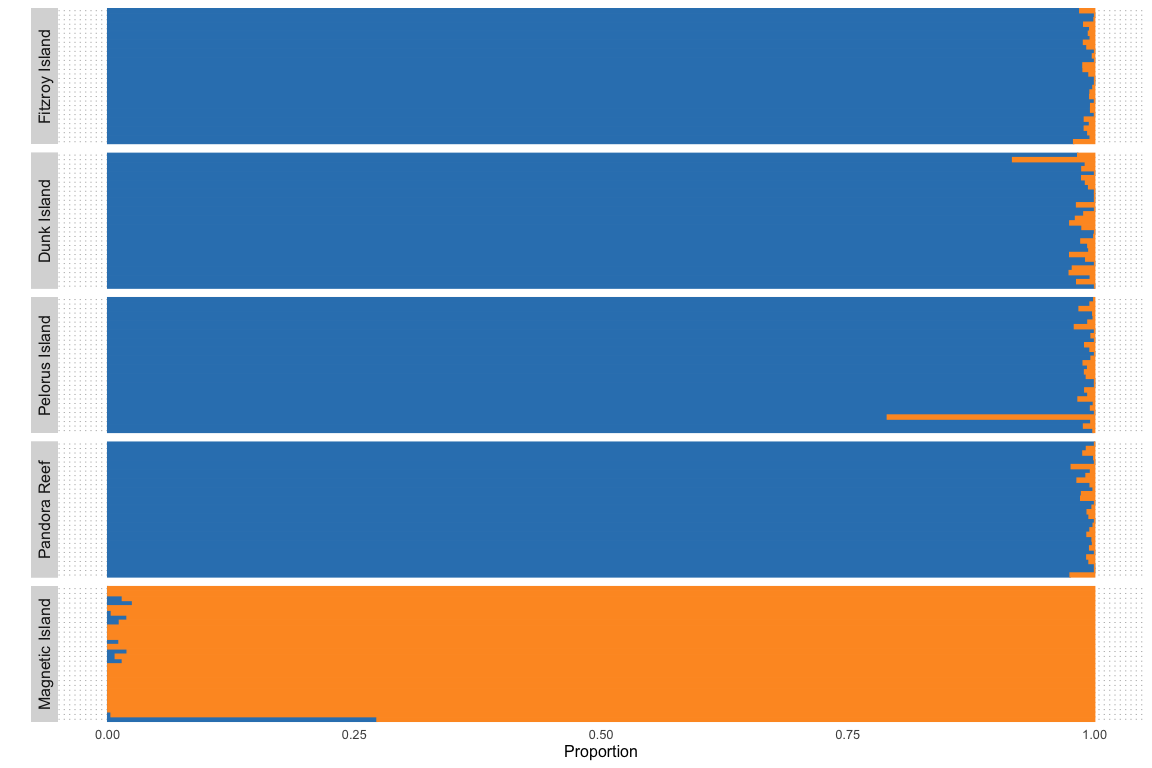 Fitzroy Island
Dunk Island
Pelorus Island
Pandora Reef
Magnetic Island
0.00 0.25 0.50 0.75 1.00
Proportion